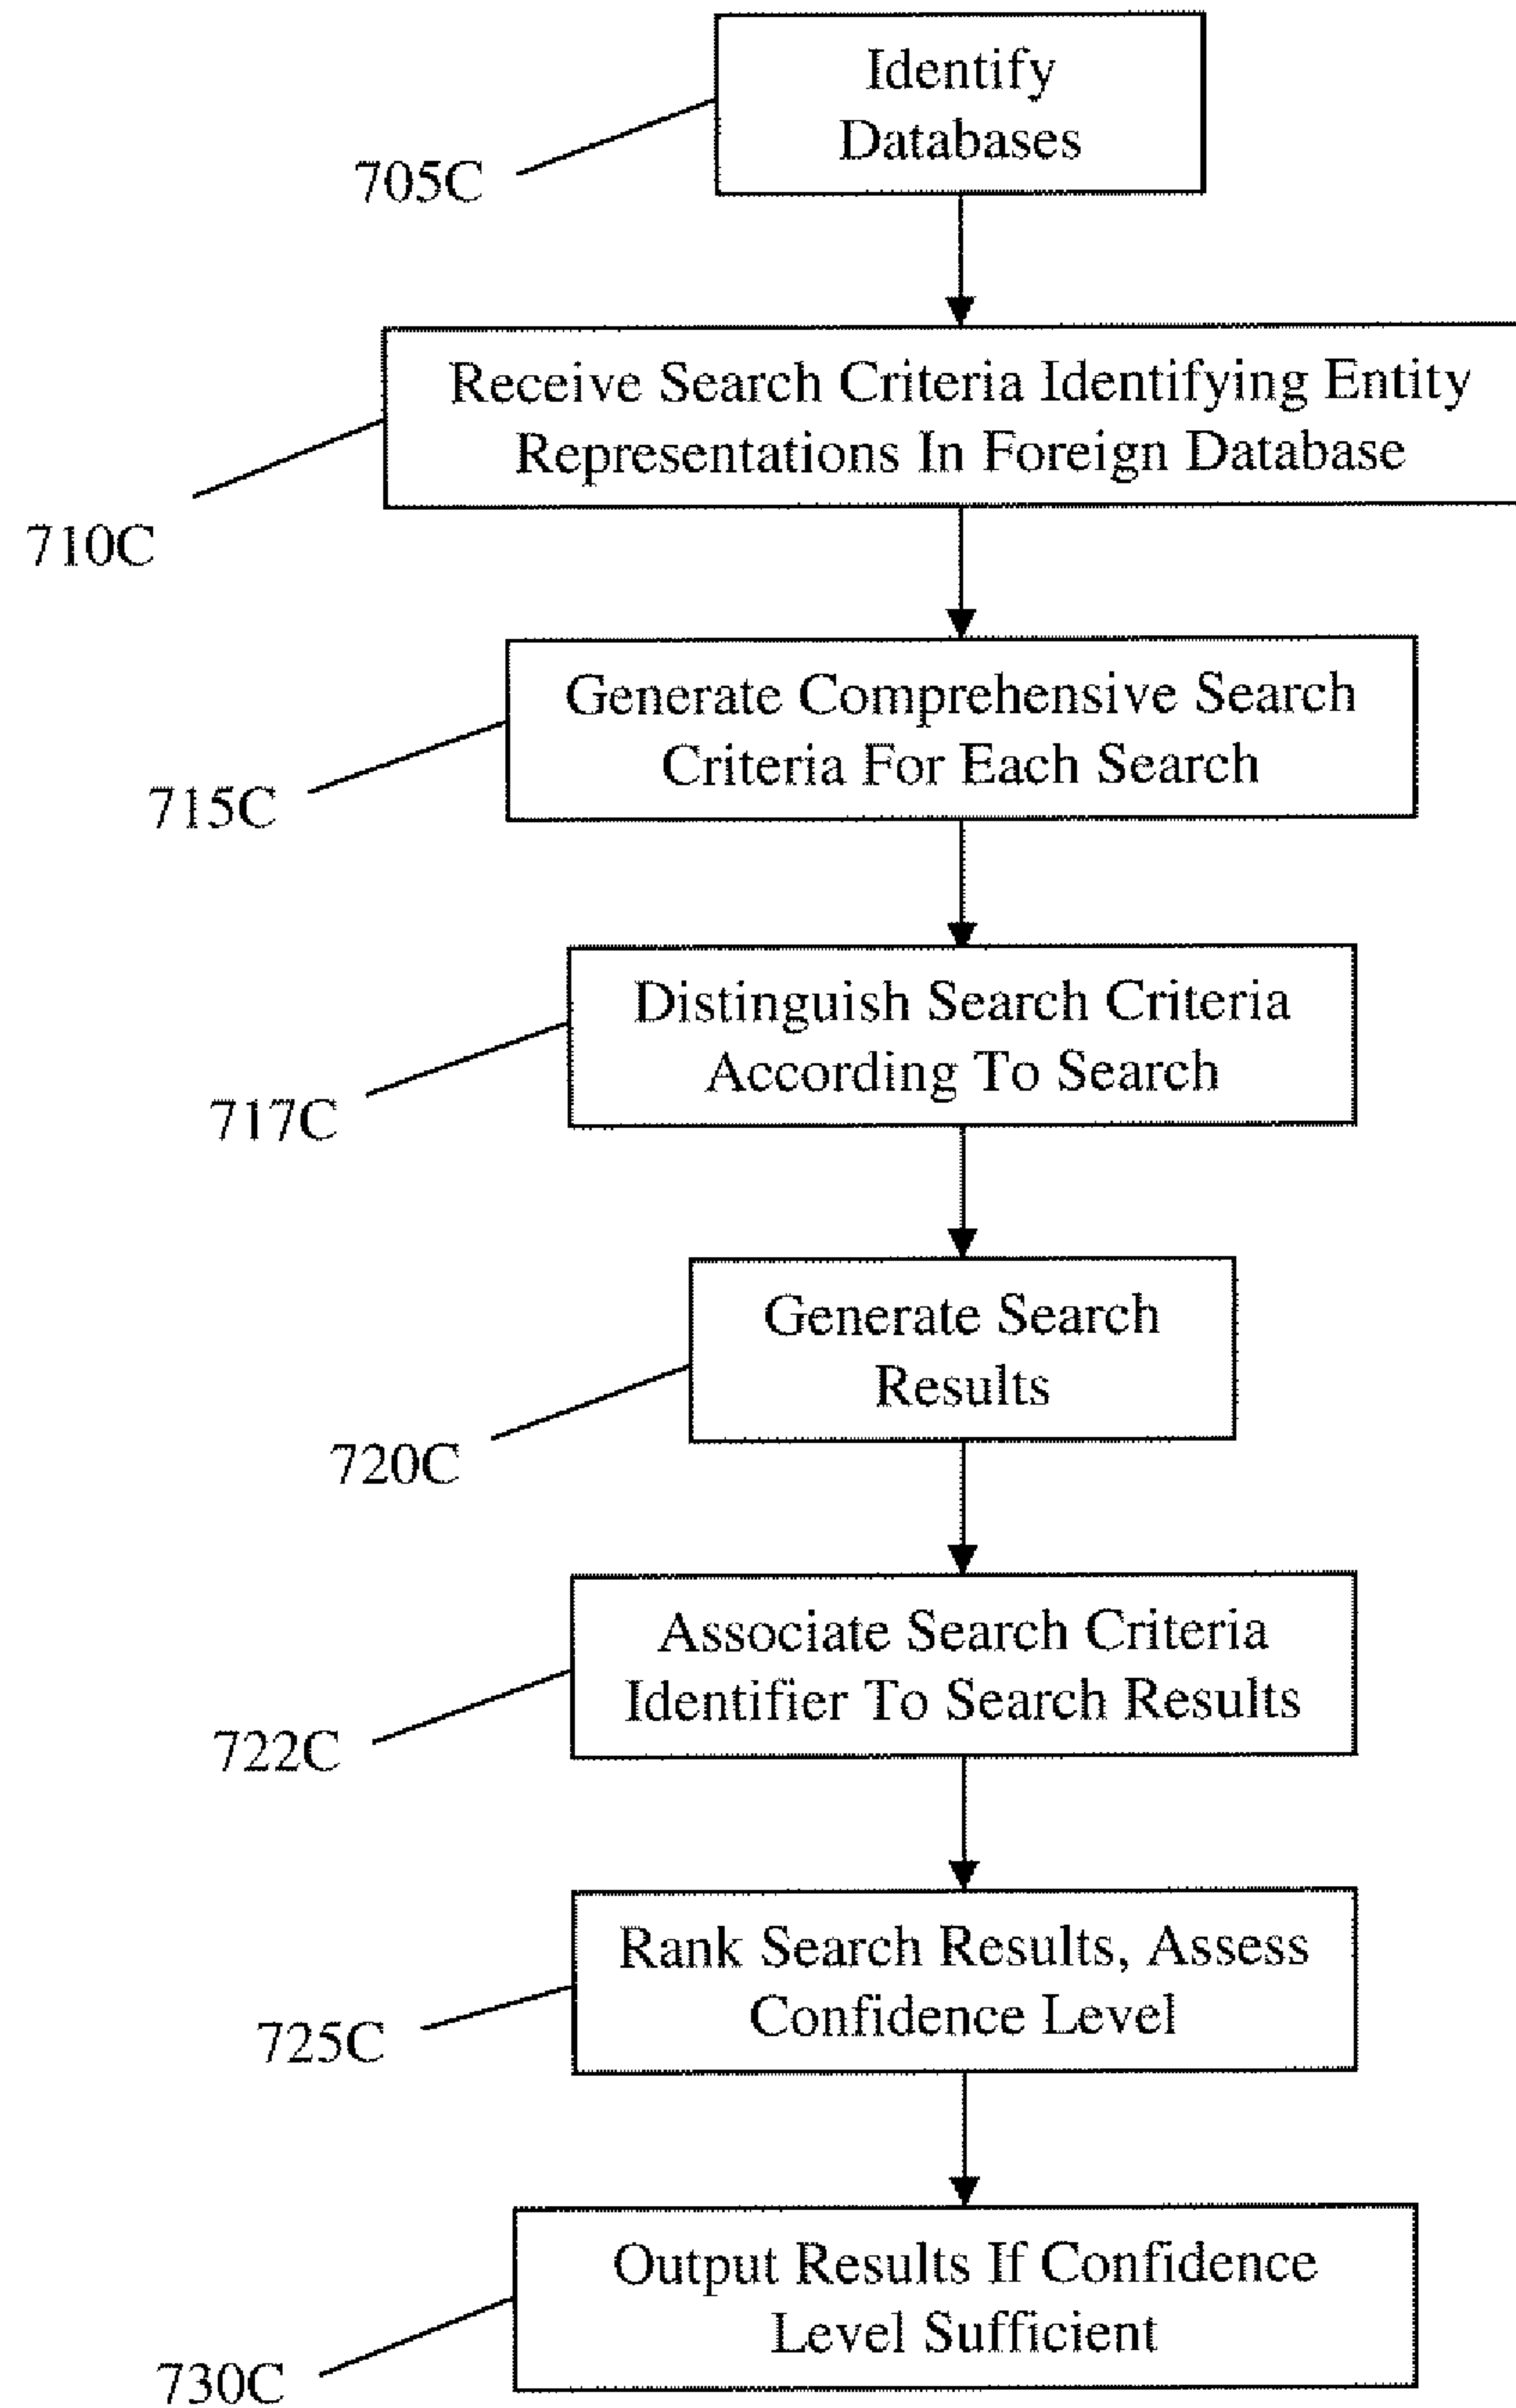 Identify
Databases
705C
Receive Search Criteria Identifying Entity
Representations In Foreign Database
710C
Generate Comprehensive Search
Criteria For Each Search
715C
Distinguish Search Criteria
According To Search
717C
Generate Search
Results
720C
Associate Search Criteria
Identifier To Search Results
722C
Rank Search Results, Assess
Confidence Level
725C
Output Results If Confidence
Level Sufficient
730C